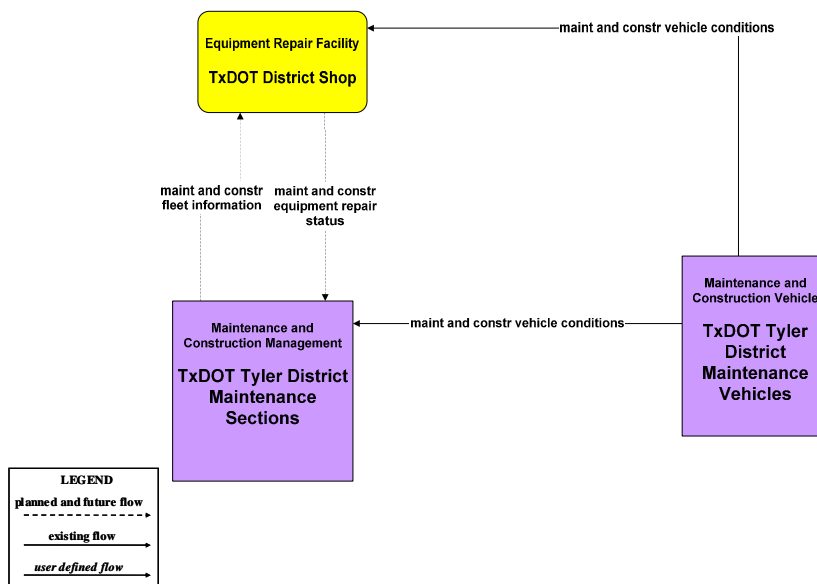 maint and constr vehicle conditions
Equipment Repair Facility
TxDOT District Shop
maint and constr
fleet information
maint and constr
equipment repair
status
Maintenance and
Construction Vehicle
TxDOT Tyler
District
Maintenance
Vehicles
maint and constr vehicle conditions
Maintenance and
Construction Management
TxDOT Tyler District
Maintenance
Sections
LEGEND
planned and future flow
existing flow
user defined flow